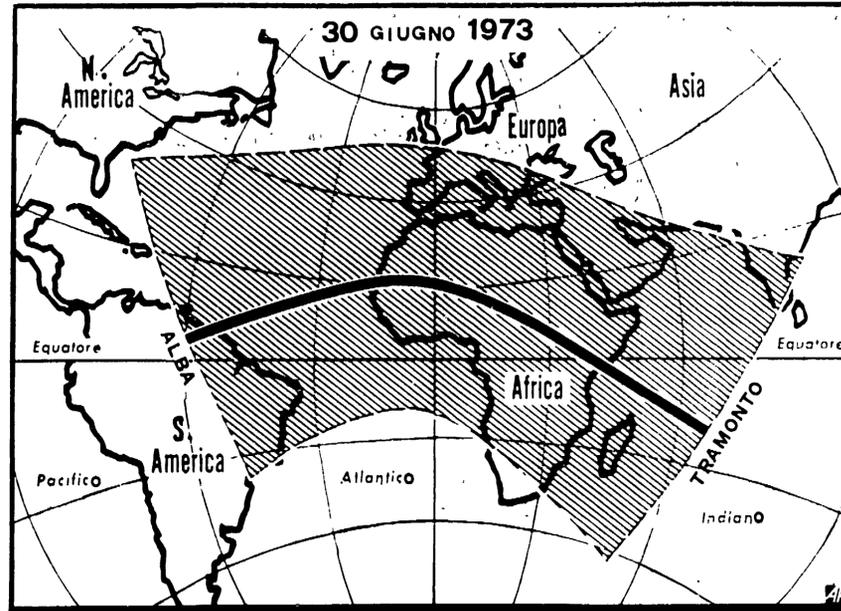 30 GIUGNO 1973
N.
America
Asia
Europa
Equatore
ALBA
Equatore
Africa
TRAMONTO
S.
America
Pacifico
Atlantico
Indiano